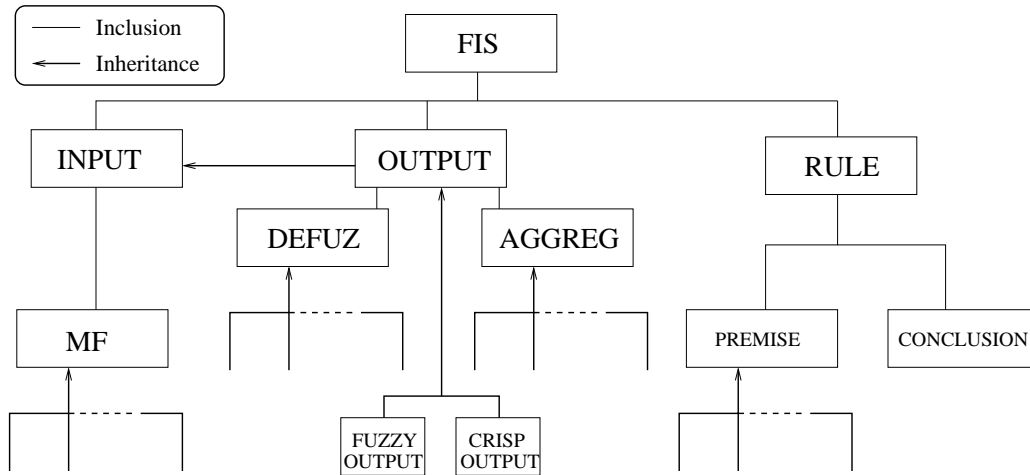 Inclusion
Inheritance
FIS
INPUT
OUTPUT
RULE
DEFUZ
AGGREG
MF
PREMISE
CONCLUSION
FUZZY
OUTPUT
CRISP
OUTPUT